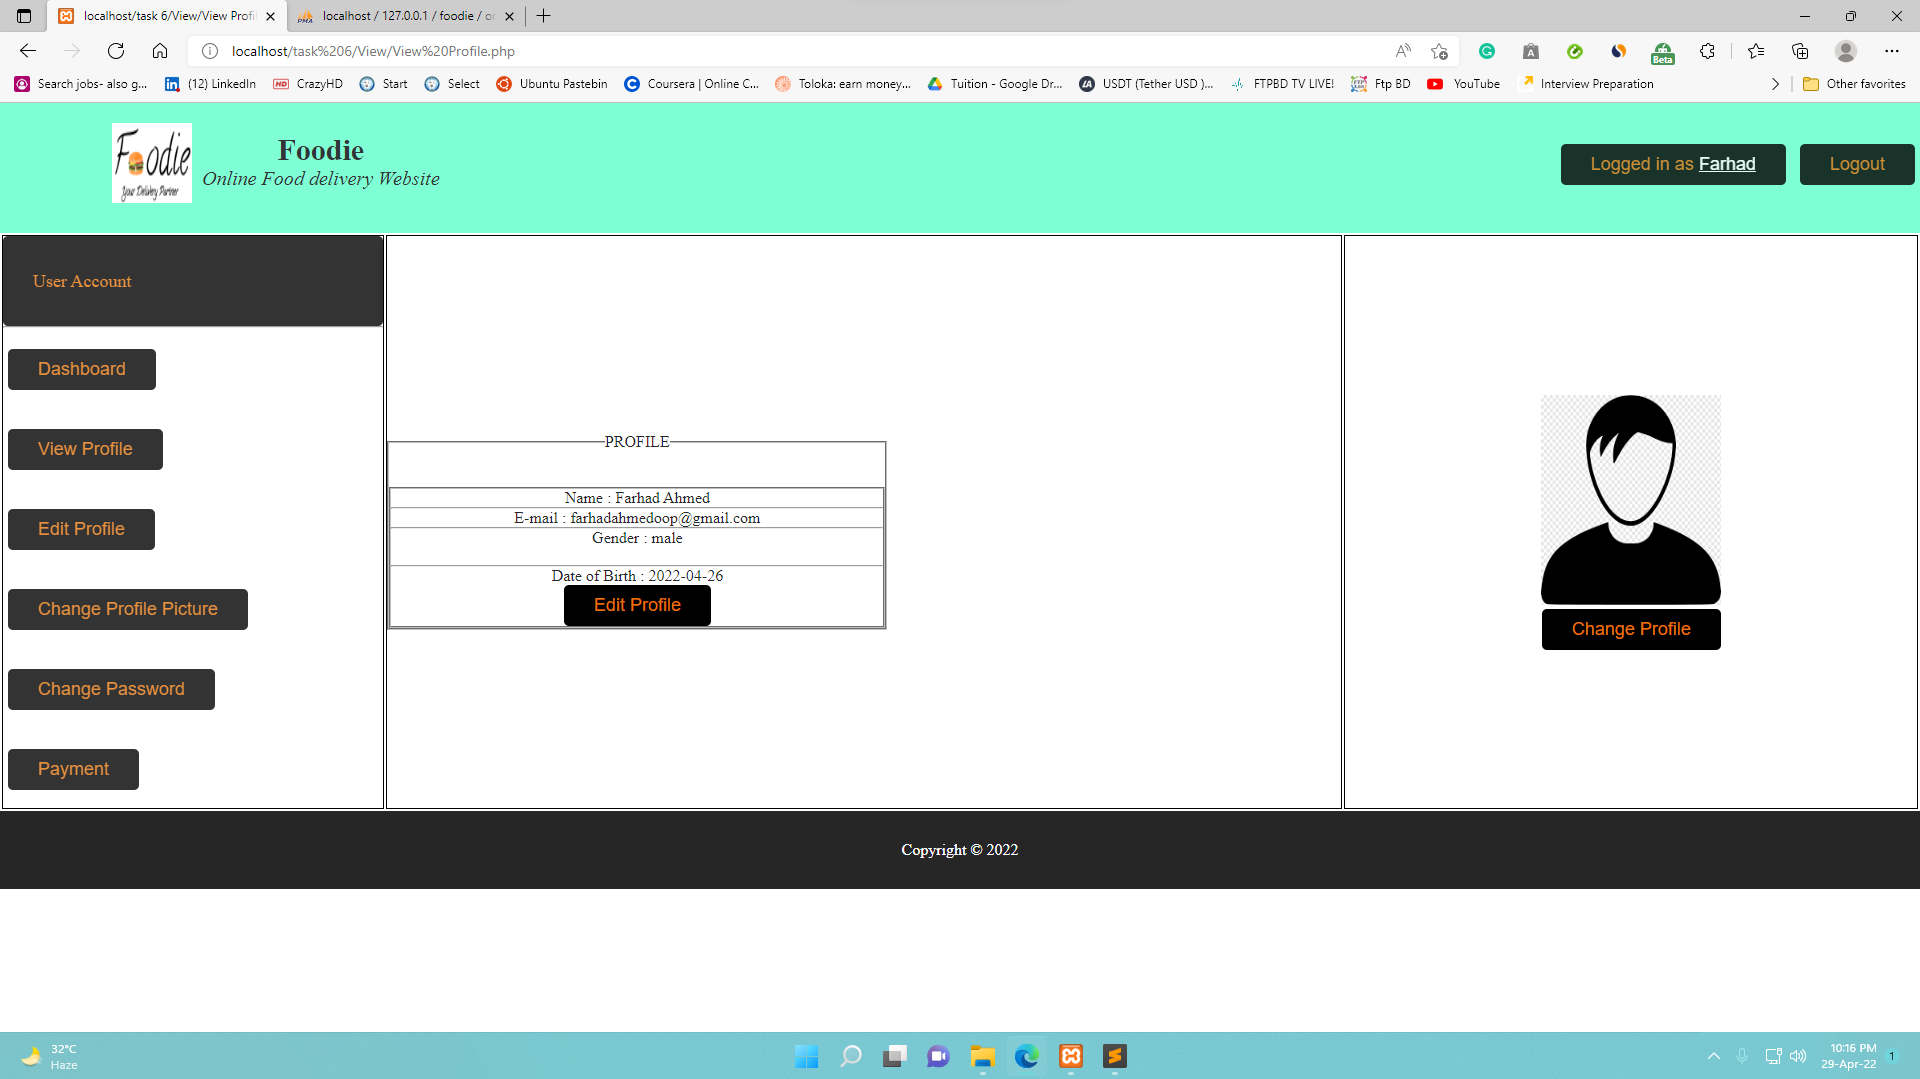 localhost/task 6/View/View Profi
localhost / 127.0.0.1 / foodie / o
localhost/task%206/View/View%20Profile.php
Beta
Search jobs- also g...
(12) LinkedIn
CrazyHD
Start
Select
Ubuntu Pastebin
Coursera | Online C...
Toloka: earn money...
Tuition - Google Dr...
USDT (Tether USD )...
FTPBD TV LIVE!
Ftp BD
YouTube
Interview Preparation
Other favorites
Foodie
Your Delivery Partner
Foodie
Online Food delivery Website
Logged in as Farhad
Logout
User Account
Dashboard
View Profile
Edit Profile
Change Profile Picture
Change Password
Payment
PROFILE
Name : Farhad Ahmed
E-mail : farhadahmedoop@gmail.com
Gender : male
Date of Birth : 2022-04-26
Edit Profile
Change Profile
Copyright © 2022
32°C
Haze
10:16 PM
29-Apr-22
1